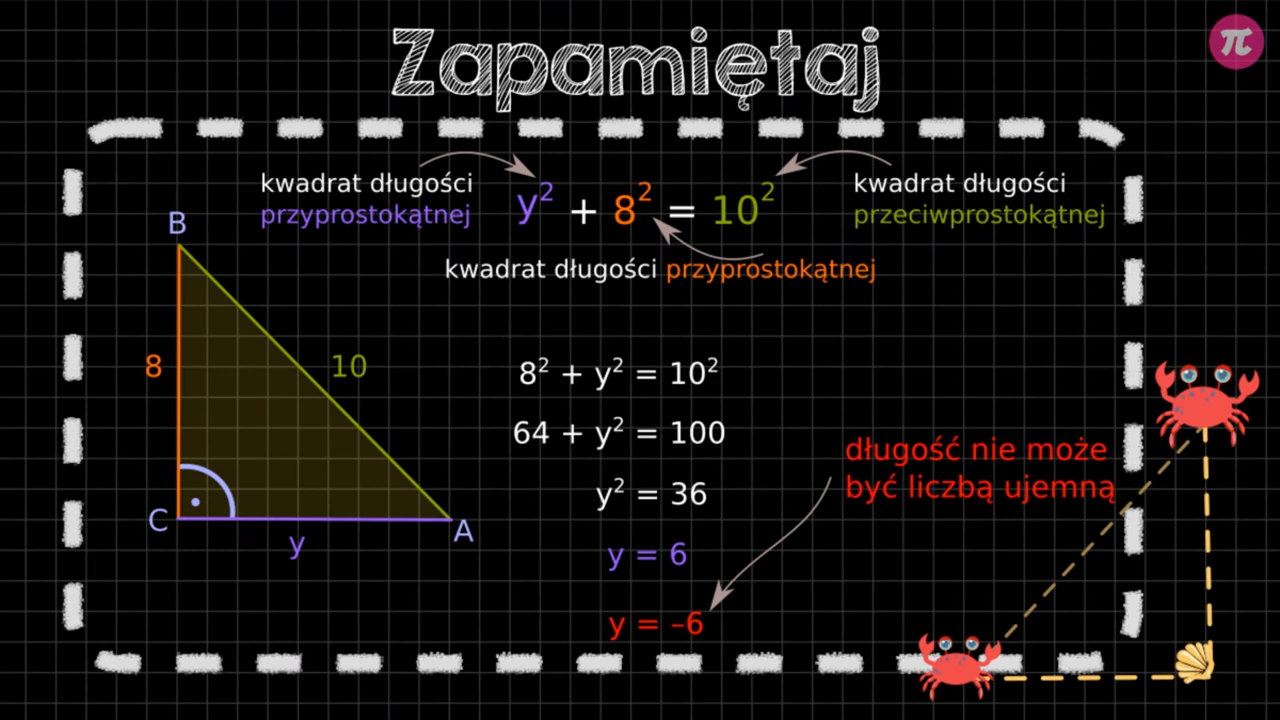 Zapamiętaj
π
kwadrat długości
przyprostokątnej
y² + 8² = 10²
kwadrat długości
przeciwprostokątnej
kwadrat długości przyprostokątnej
B
8
10
C
A
y
8² + y² = 10²
64 + y² = 100
y² = 36
y = 6
y = –6
długość nie może
być liczbą ujemną